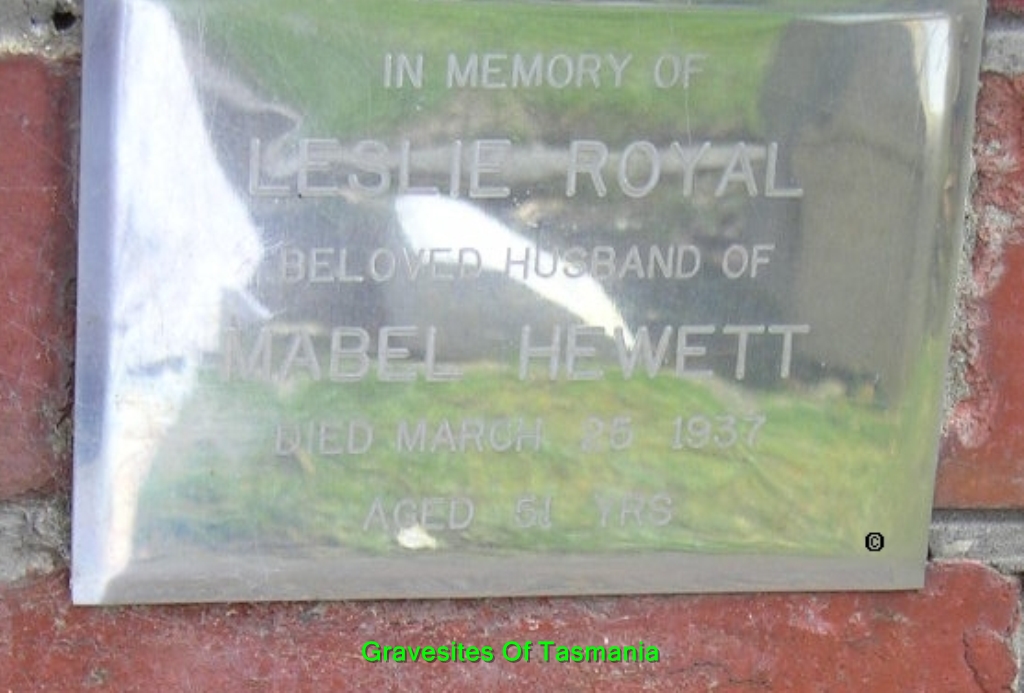 IN MEMORY OF
LESLIE ROYAL
BELOVED HUSBAND OF
MABEL HEWETT
DIED MARCH 25 1937
AGED 51 YRS
©
Gravesites Of Tasmania